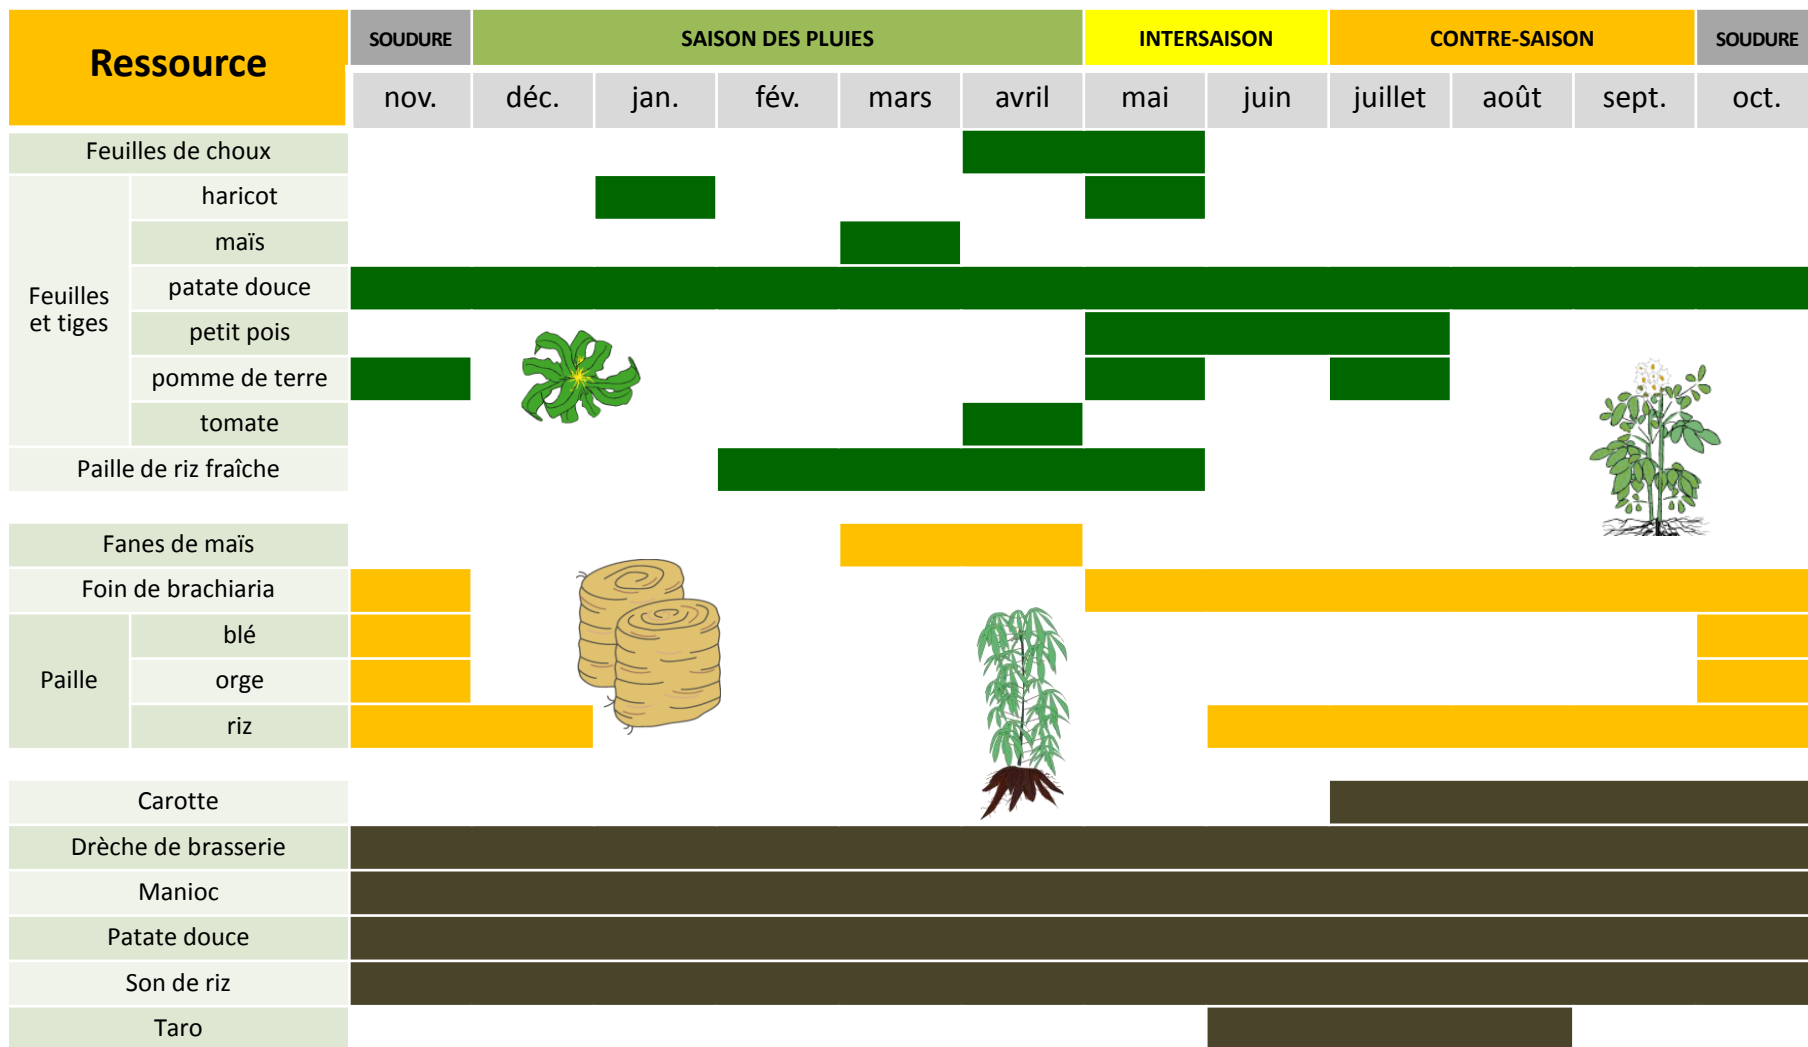 Ressource
SOUDURE
SAISON DES PLUIES
INTERSAISON
CONTRE-SAISON
SOUDURE
nov.
déc.
jan.
fév.
mars
avril
mai
juin
juillet
août
sept.
oct.
Feuilles de choux
Feuilles
et tiges
haricot
maïs
patate douce
petit pois
pomme de terre
tomate
Paille de riz fraîche
Fanes de maïs
Foin de brachiaria
Paille
blé
orge
riz
Carotte
Drèche de brasserie
Manioc
Patate douce
Son de riz
Taro